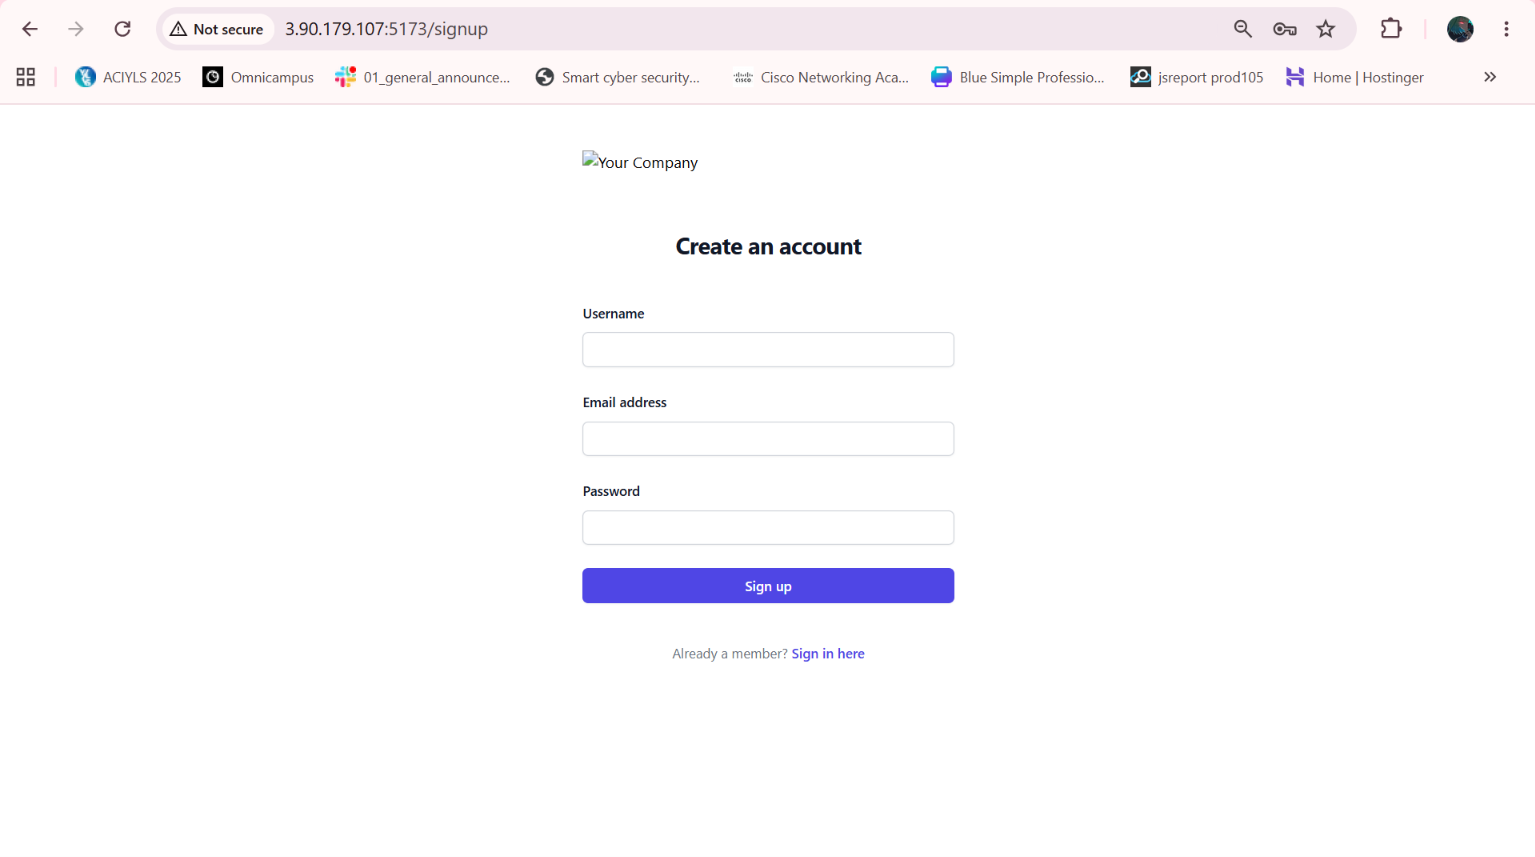 Not secure
3.90.179.107:5173/signup
ACIYLS 2025
Omnicampus
01_general_announce...
Smart cyber security...
Cisco Networking Aca...
Blue Simple Professio...
jsreport prod105
Home | Hostinger
Your Company
Create an account
Username
Email address
Password
Sign up
Already a member? Sign in here